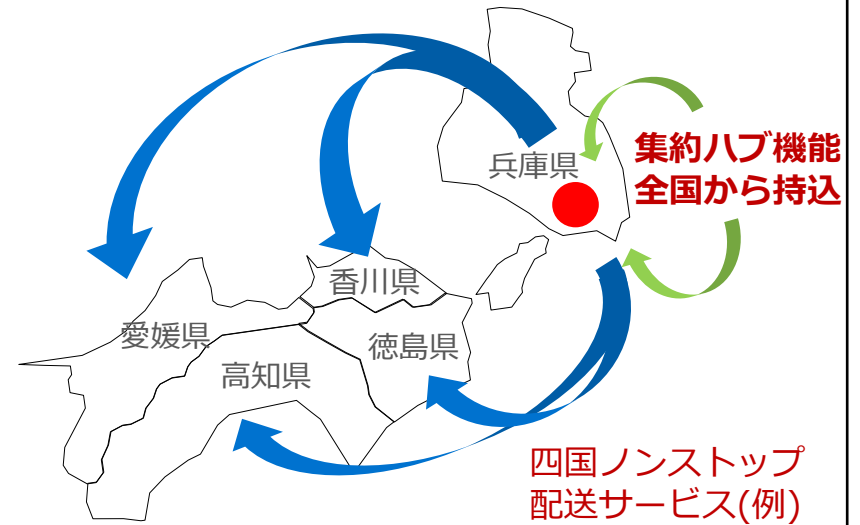 兵庫県
集約ハブ機能
全国から持込
香川県
愛媛県
徳島県
高知県
四国ノンストップ
配送サービス(例)